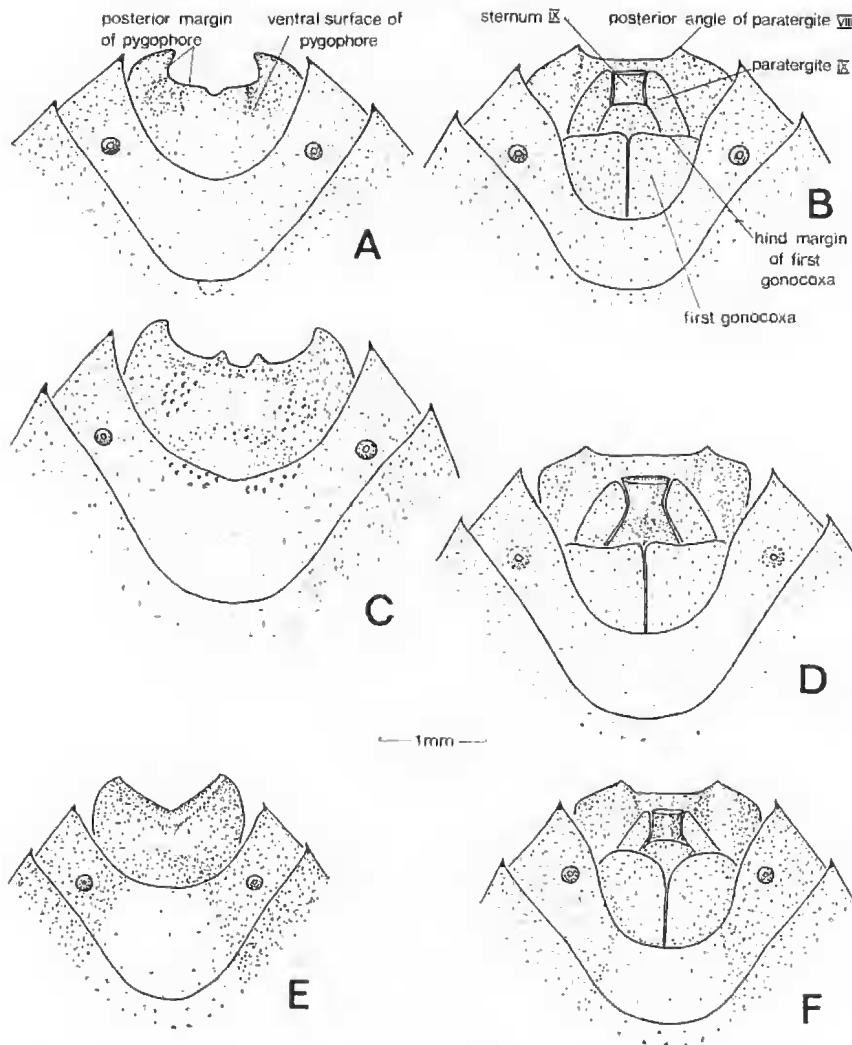 posterior margin
of pygophore
ventral surface of
pygophore
A
sternum IX
posterior angle of paratergite VIII
paratergite IX
B
hind margin
of first
gonocoxa
first gonocoxa
C
D
1mm
E
F